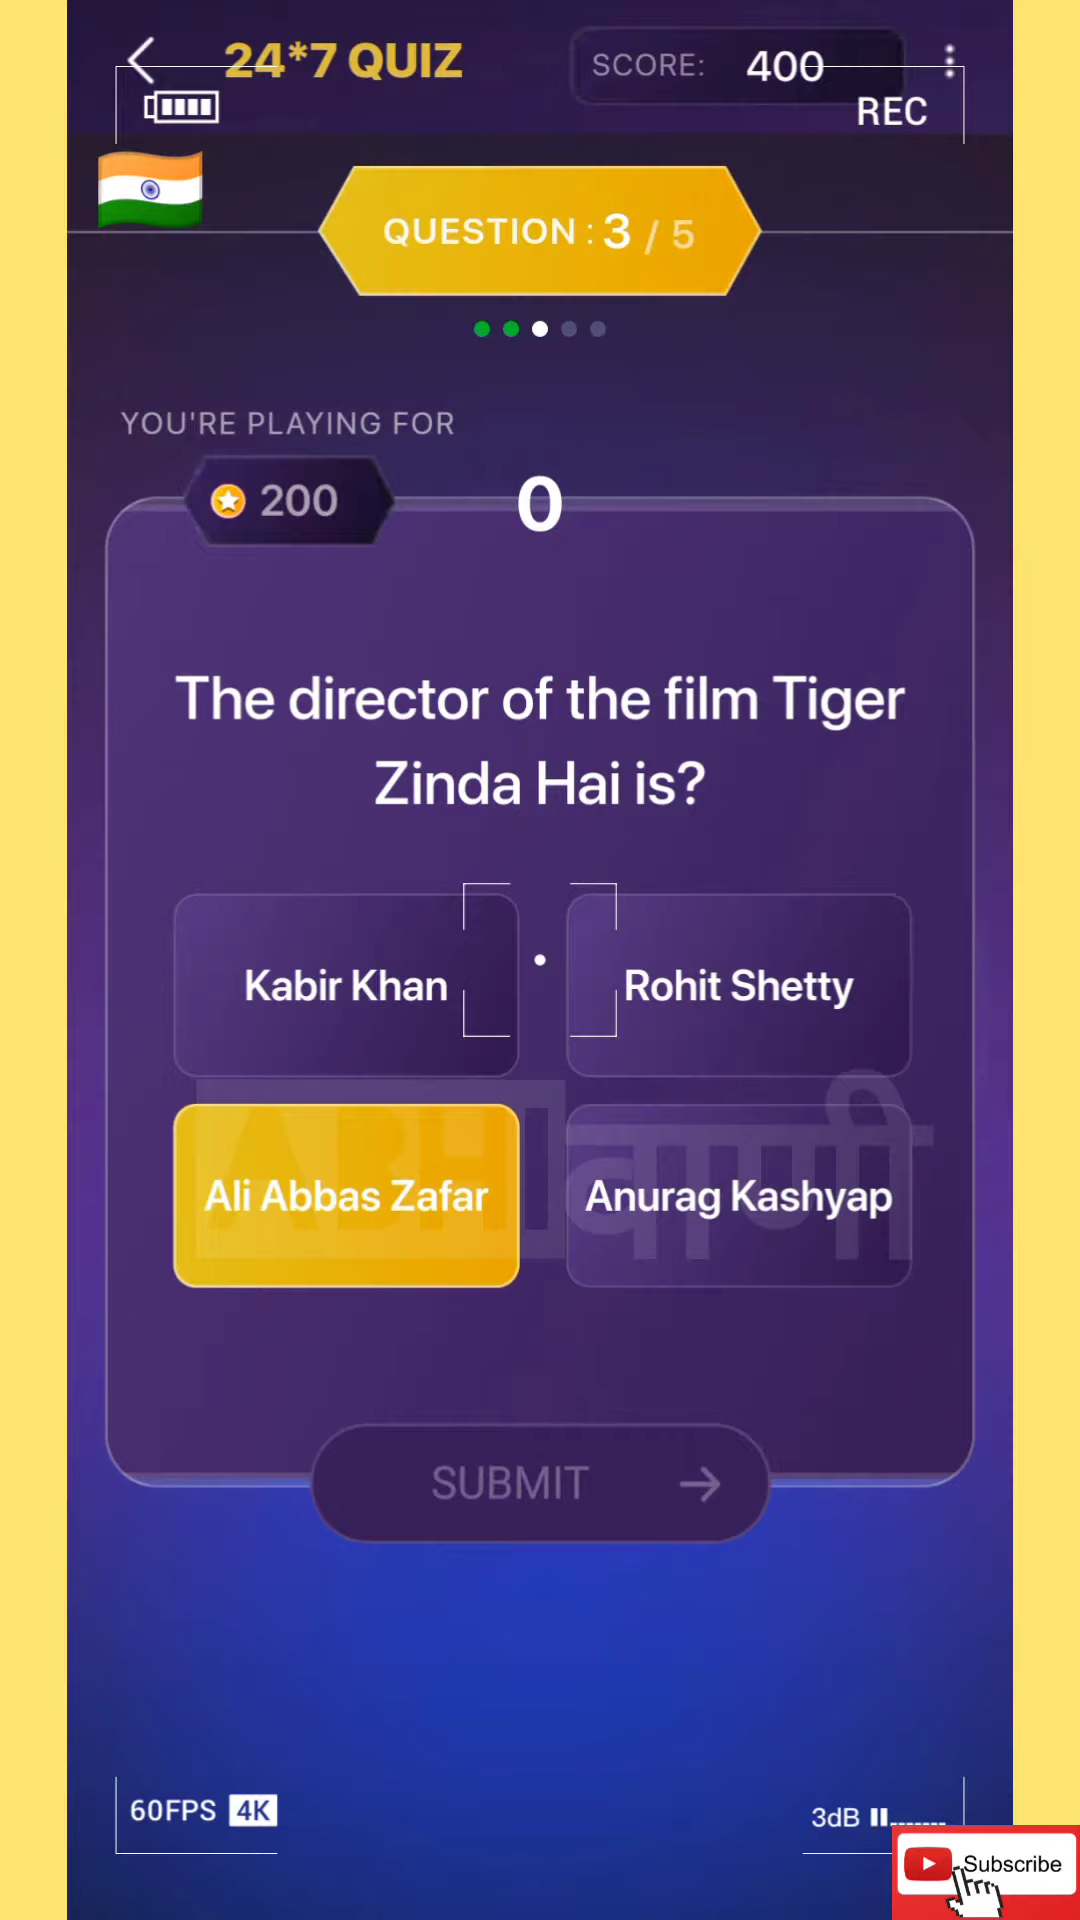 24*7 QUIZ
SCORE: 400
REC
QUESTION : 3 / 5
YOU'RE PLAYING FOR
200
0
The director of the film Tiger
Zinda Hai is?
Kabir Khan
Rohit Shetty
ABHIवाणी
Ali Abbas Zafar
Anurag Kashyap
SUBMIT
60FPS 4K
3dB
Subscribe